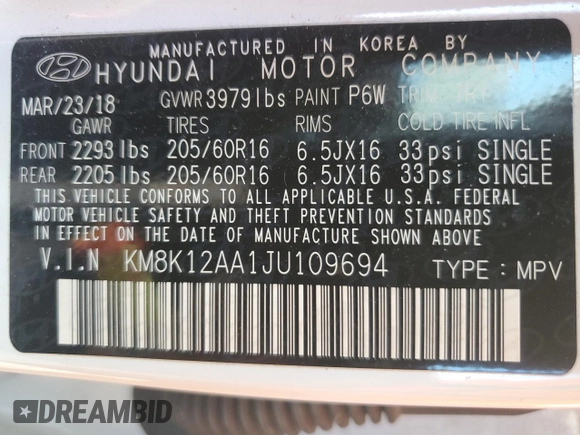 MANUFACTURED IN KOREA BY
HYUNDAI MOTOR COMPANY
MAR/23/18 GVWR 3979lbs PAINT P6W TRIM
GAWR TIRES RIMS COLD TIRE INFL
FRONT 2293 lbs 205/60R16 6.5JX16 33psi SINGLE
REAR 2205 lbs 205/60R16 6.5JX16 33psi SINGLE
THIS VEHICLE CONFORMS TO ALL APPLICABLE U.S.A. FEDERAL
MOTOR VEHICLE SAFETY AND THEFT PREVENTION STANDARDS
IN EFFECT ON THE DATE OF MANUFACTURE SHOWN ABOVE
V.I.N KM8K12AA1JU109694 TYPE : MPV
DREAMBID